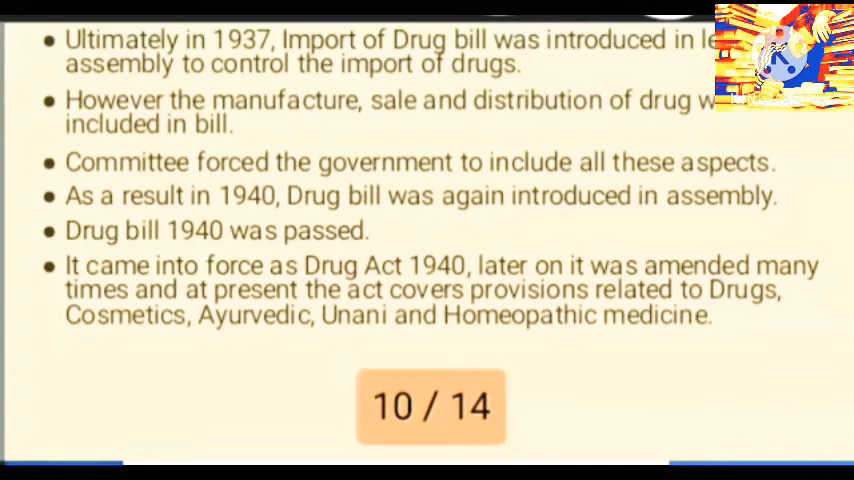 ● Ultimately in 1937, Import of Drug bill was introduced in
assembly to control the import of drugs.
● However the manufacture, sale and distribution of drug
included in bill.
● Committee forced the government to include all these aspects.
● As a result in 1940, Drug bill was again introduced in assembly.
● Drug bill 1940 was passed.
● It came into force as Drug Act 1940, later on it was amended many
times and at present the act covers provisions related to Drugs,
Cosmetics, Ayurvedic, Unani and Homeopathic medicine.
10 / 14